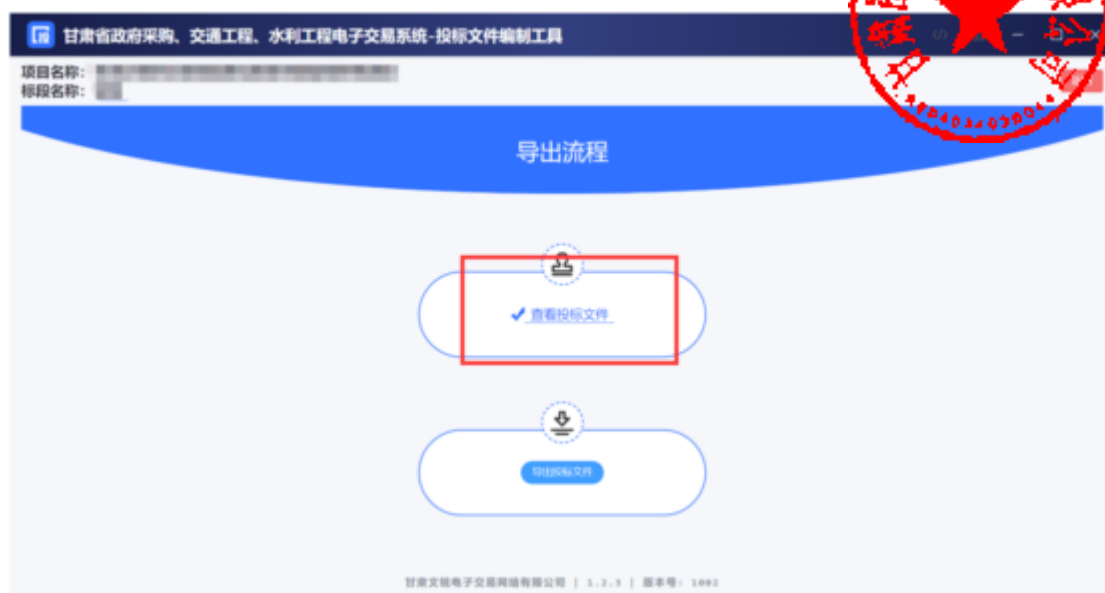 甘肃省政府采购、交通工程、水利工程电子交易系统-投标文件编制工具
项目名称：
标段名称：
导出流程
查看投标文件
导出投标文件
甘肃文锐电子交易网络有限公司 | 1.2.3 | 版本号: 1002